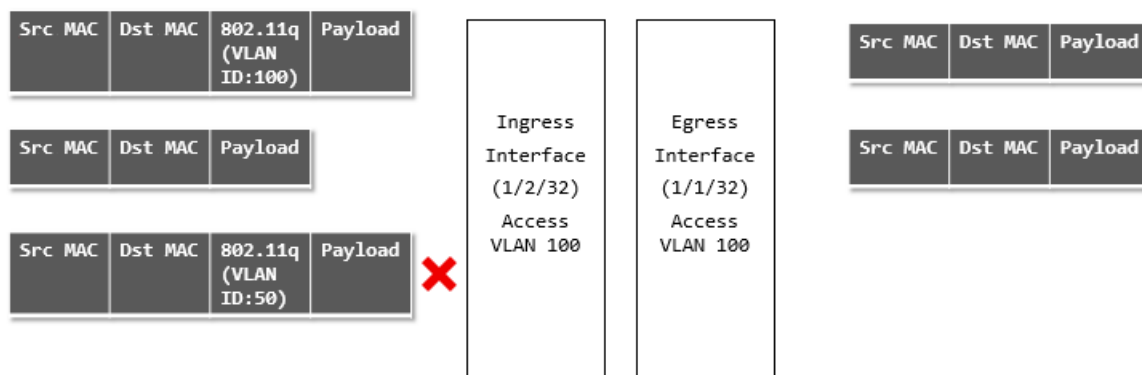 Src MAC Dst MAC 802.11q Payload
(VLAN
ID:100)
Src MAC Dst MAC Payload
Src MAC Dst MAC 802.11q Payload
(VLAN
ID:50)
Ingress
Interface
(1/2/32)
Access
VLAN 100
Egress
Interface
(1/1/32)
Access
VLAN 100
Src MAC Dst MAC Payload
Src MAC Dst MAC Payload